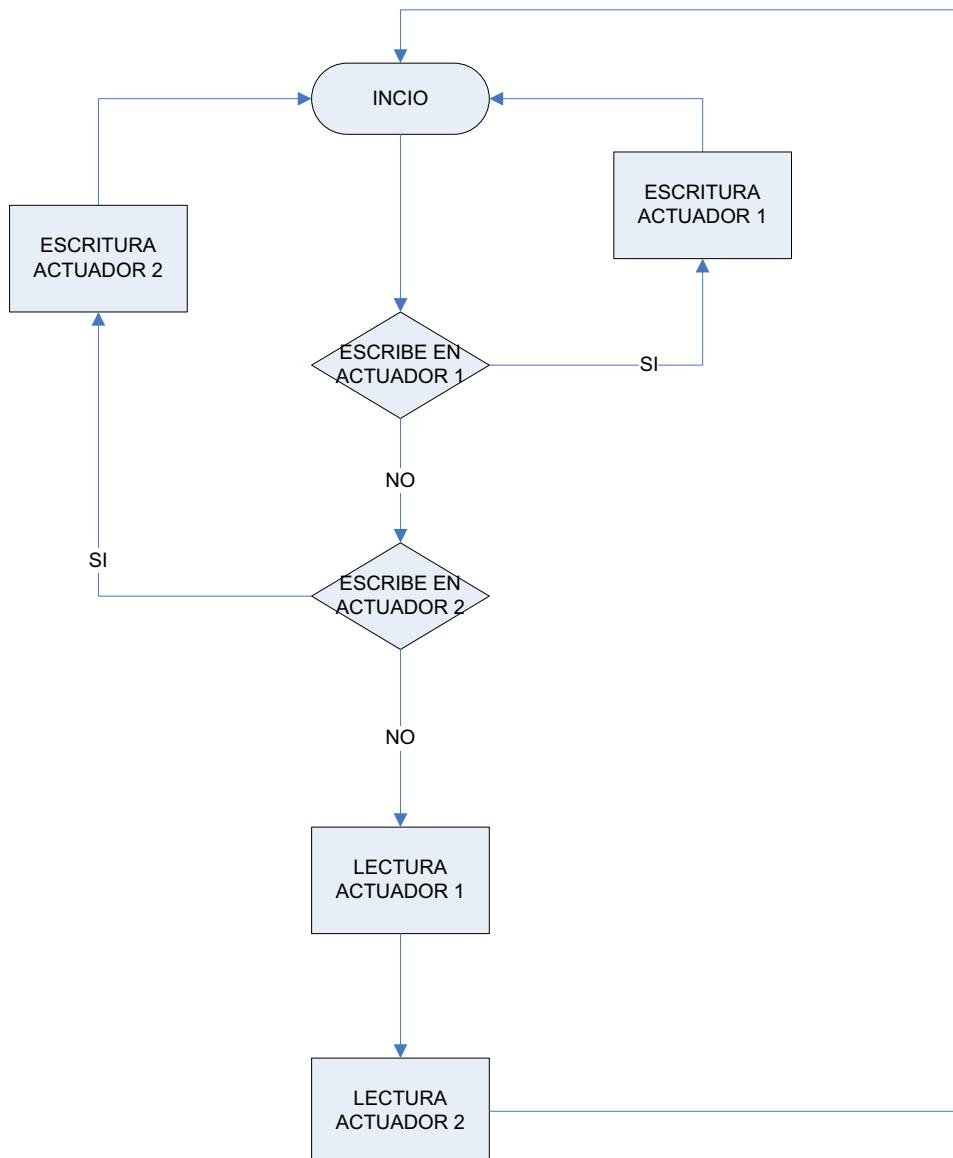 INCIO
ESCRITURA
ACTUADOR 1
ESCRITURA
ACTUADOR 2
ESCRIBE EN
ACTUADOR 1
SI
NO
SI
ESCRIBE EN
ACTUADOR 2
NO
LECTURA
ACTUADOR 1
LECTURA
ACTUADOR 2